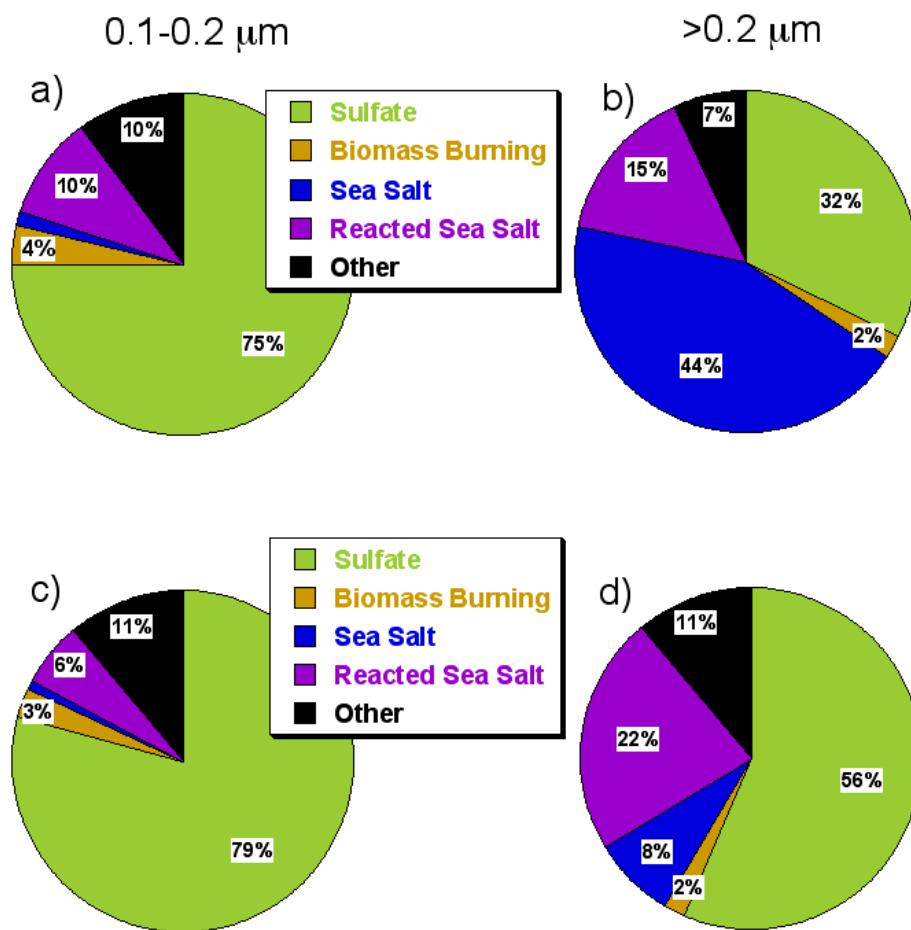 0.1-0.2 μm
>0.2 μm
a)
10%
10%
4%
75%
Sulfate
Biomass Burning
Sea Salt
Reacted Sea Salt
Other
b)
7%
15%
32%
2%
44%
c)
11%
6%
3%
79%
Sulfate
Biomass Burning
Sea Salt
Reacted Sea Salt
Other
d)
11%
22%
56%
8%
2%